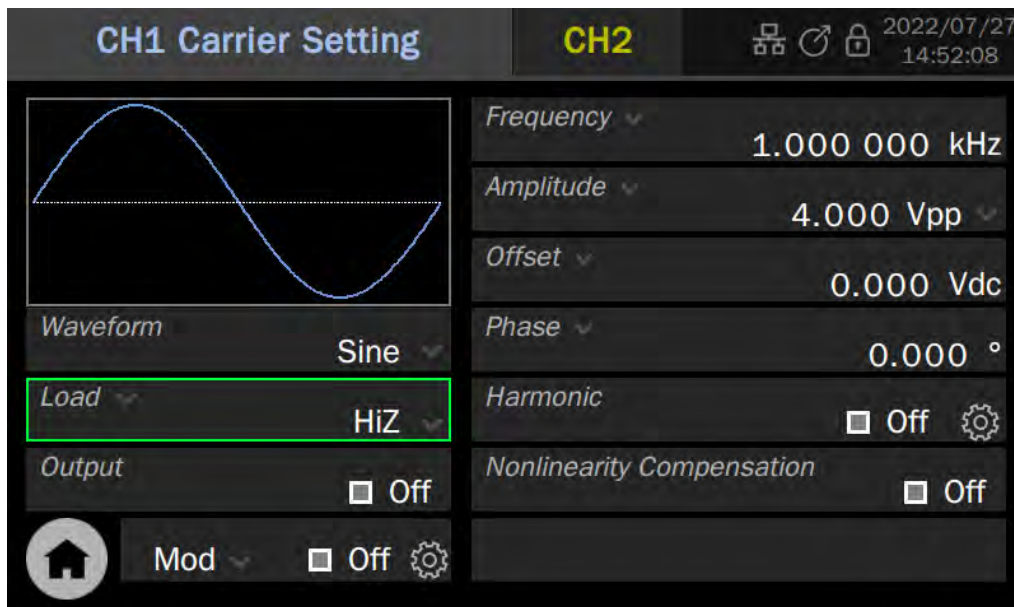 CH1 Carrier Setting
CH2
2022/07/27
14:52:08
Frequency
1.000 000 kHz
Amplitude
4.000 Vpp
Offset
0.000 Vdc
Waveform
Sine
Phase
0.000 °
Load
HiZ
Harmonic
Off
Output
Off
Nonlinearity Compensation
Off
Mod
Off